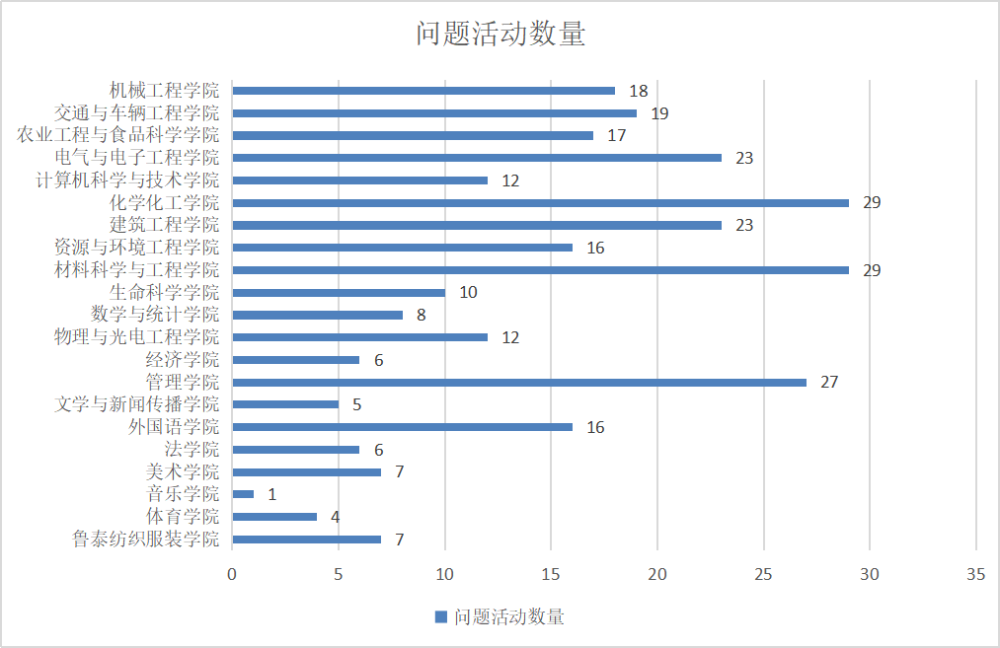 问题活动数量
机械工程学院 18
交通与车辆工程学院 19
农业工程与食品科学学院 17
电气与电子工程学院 23
计算机科学与技术学院 12
化学化工学院 29
建筑工程学院 23
资源与环境工程学院 16
材料科学与工程学院 29
生命科学学院 10
数学与统计学院 8
物理与光电工程学院 12
经济学院 6
管理学院 27
文学与新闻传播学院 5
外国语学院 16
法学院 6
美术学院 7
音乐学院 1
体育学院 4
鲁泰纺织服装学院 7
0 5 10 15 20 25 30 35
问题活动数量